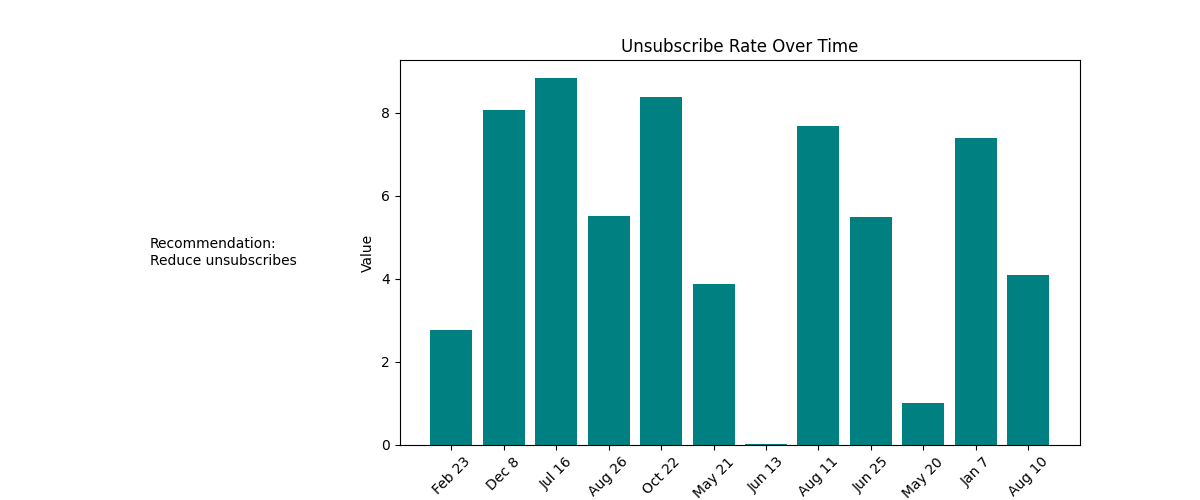 Unsubscribe Rate Over Time
Recommendation:
Reduce unsubscribes
Value
8
6
4
2
0
Feb 23
Dec 8
Jul 16
Aug 26
Oct 22
May 21
Jun 13
Aug 11
Jun 25
May 20
Jan 7
Aug 10